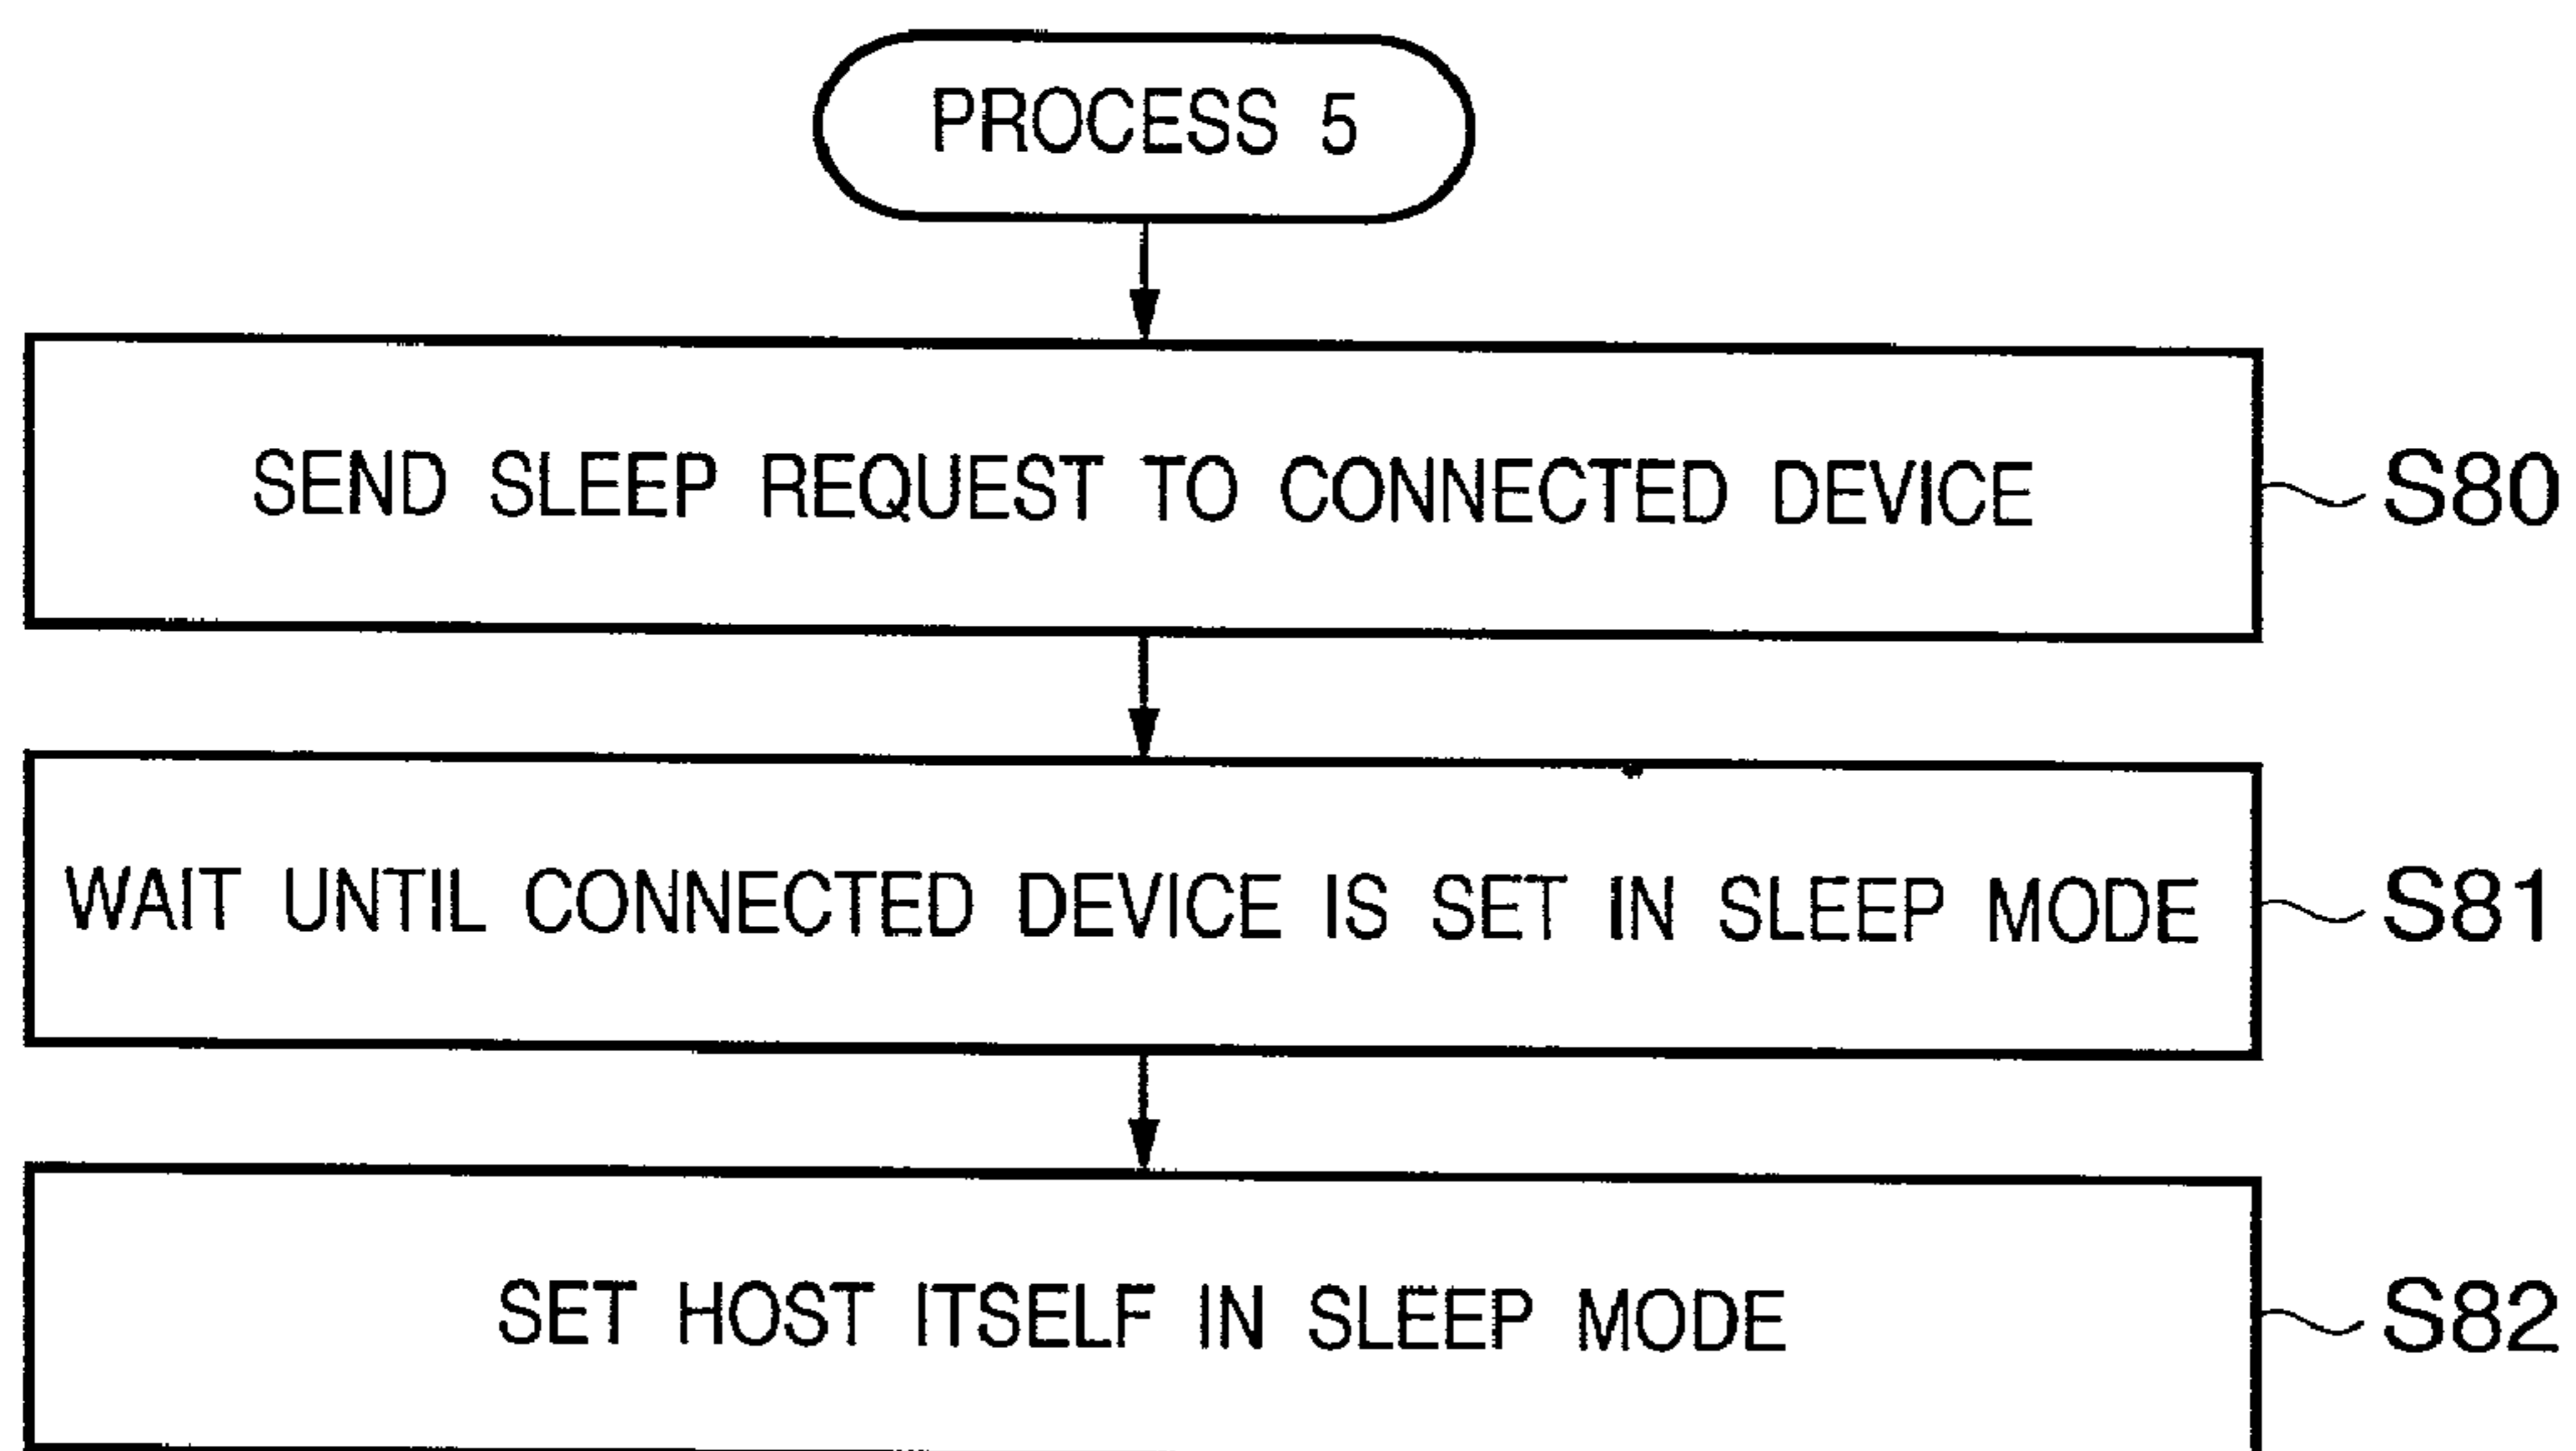 PROCESS 5
SEND SLEEP REQUEST TO CONNECTED DEVICE
S80
WAIT UNTIL CONNECTED DEVICE IS SET IN SLEEP MODE
S81
SET HOST ITSELF IN SLEEP MODE
S82